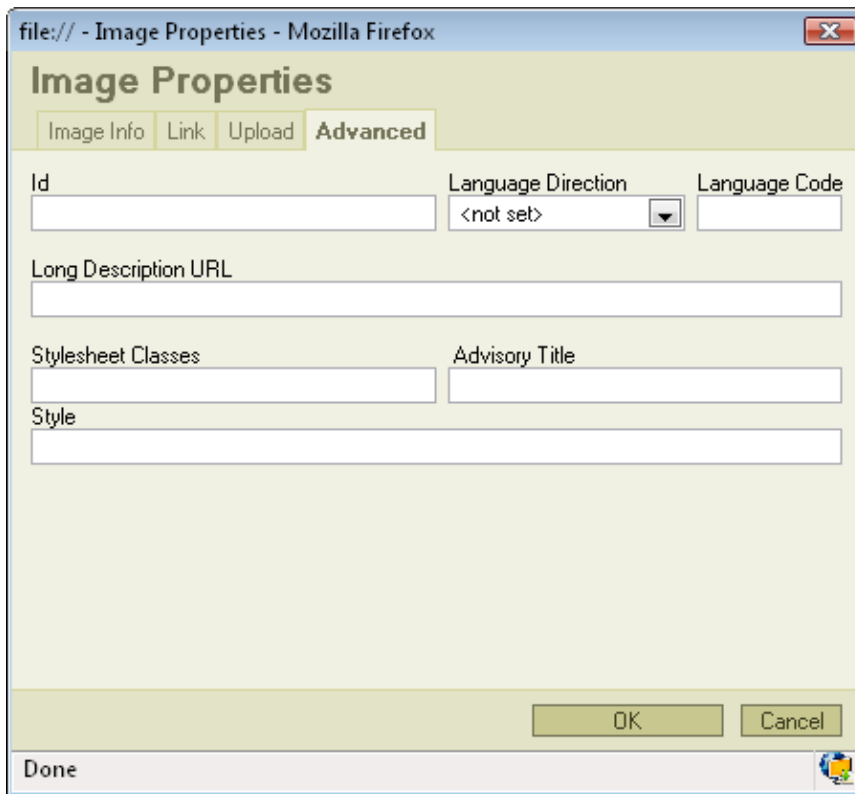 file:// - Image Properties - Mozilla Firefox
Image Properties
Image Info Link Upload Advanced
Id Language Direction Language Code
<not set>
Long Description URL
Stylesheet Classes Advisory Title
Style
OK Cancel
Done